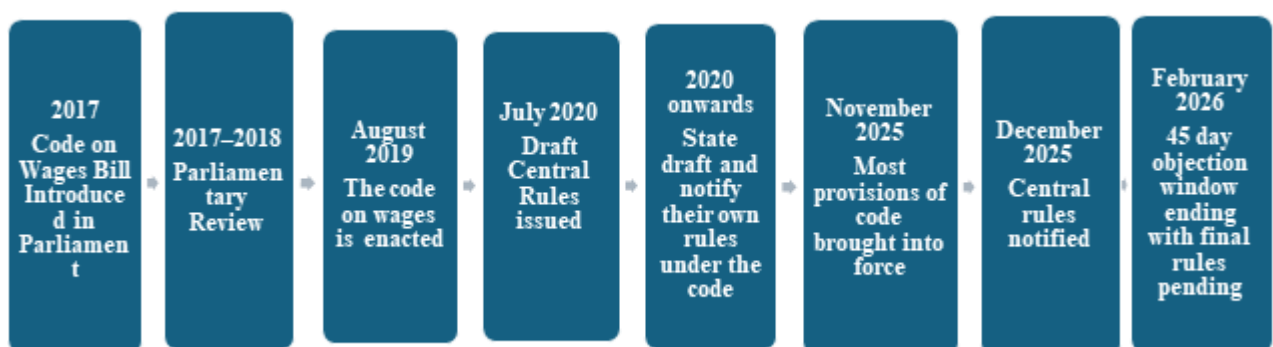 2017
Code on
Wages Bill
Introduce
d in
Parliamen
t
2017–2018
Parliamen
tary
Review
August
2019
The code
on wages
is enacted
July 2020
Draft
Central
Rules
issued
2020
onwards
State
draft and
notify
their own
rules
under the
code
November
2025
Most
provisions of
code
brought into
force
December
2025
Central
rules
notified
February
2026
45 day
objection
window
ending
with final
rules
pending